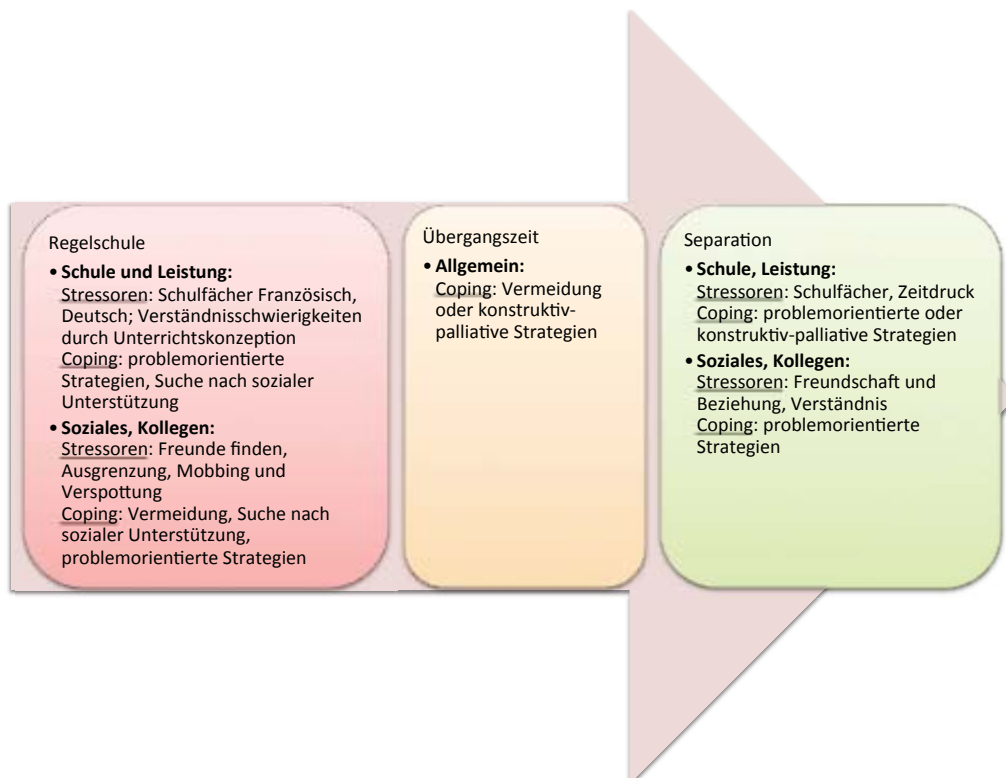 Regelschule
• Schule und Leistung:
Stressoren: Schulfächer Französisch,
Deutsch; Verständnisschwierigkeiten
durch Unterrichtskonzeption
Coping: problemorientierte
Strategien, Suche nach sozialer
Unterstützung
• Soziales, Kollegen:
Stressoren: Freunde finden,
Ausgrenzung, Mobbing und
Verspottung
Coping: Vermeidung, Suche nach
sozialer Unterstützung,
problemorientierte Strategien
Übergangszeit
• Allgemein:
Coping: Vermeidung
oder konstruktiv-
palliative Strategien
Separation
• Schule, Leistung:
Stressoren: Schulfächer, Zeitdruck
Coping: problemorientierte oder
konstruktiv-palliative Strategien
• Soziales, Kollegen:
Stressoren: Freundschaft und
Beziehung, Verständnis
Coping: problemorientierte
Strategien